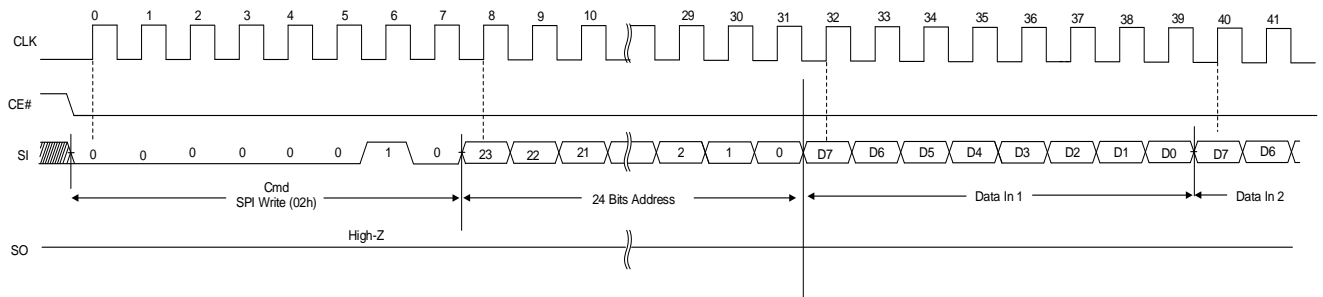 0 1 2 3 4 5 6 7 8 9 10 29 30 31 32 33 34 35 36 37 38 39 40 41
CLK
CE#
SI 0 0 0 0 0 0 1 0 23 22 21 2 1 0 D7 D6 D5 D4 D3 D2 D1 D0 D7 D6
Cmd
SPI Write (02h) 24 Bits Address Data In 1 Data In 2
High-Z
SO